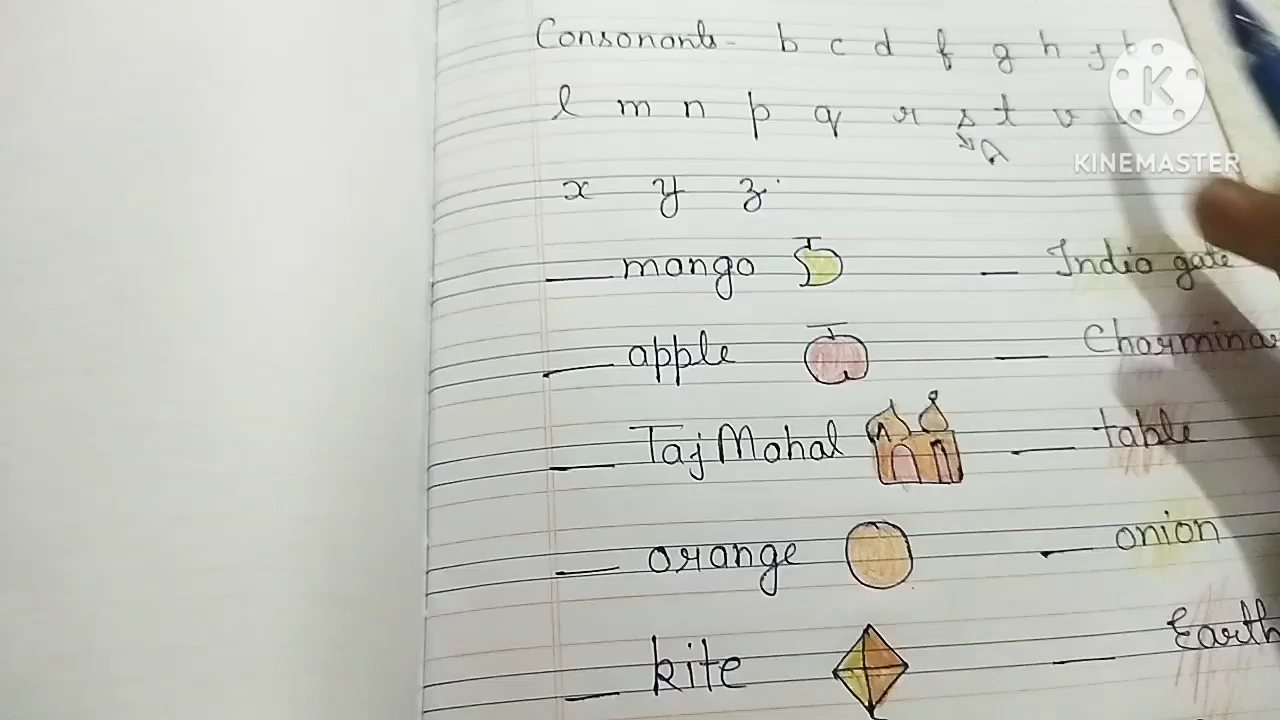 Consonants - b c d f g h j k
l m n p q r s t v w
x y z
K
KINEMASTER
__ mango __ India gate
__ apple __ Charminar
__ Taj Mahal __ table
__ orange __ onion
__ kite __ Earth